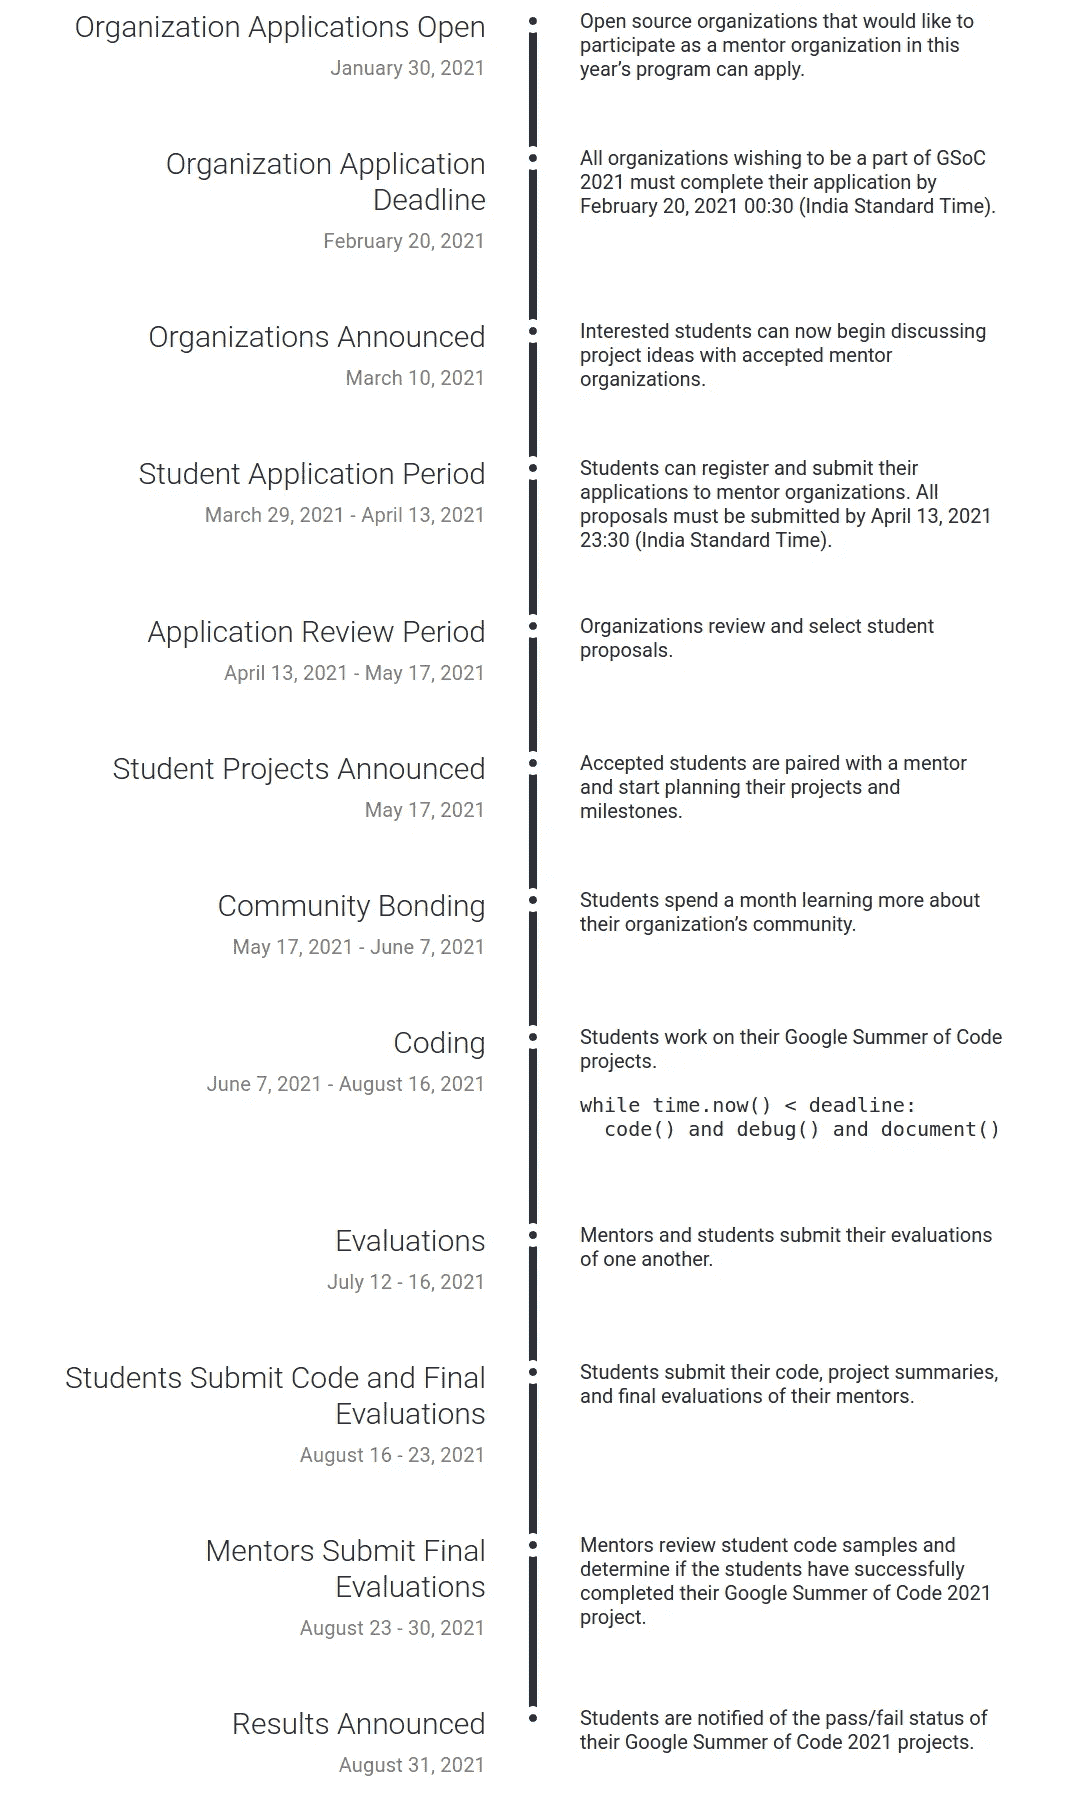 Organization Applications Open
January 30, 2021
Open source organizations that would like to
participate as a mentor organization in this
year’s program can apply.
Organization Application
Deadline
February 20, 2021
All organizations wishing to be a part of GSoC
2021 must complete their application by
February 20, 2021 00:30 (India Standard Time).
Organizations Announced
March 10, 2021
Interested students can now begin discussing
project ideas with accepted mentor
organizations.
Student Application Period
March 29, 2021 - April 13, 2021
Students can register and submit their
applications to mentor organizations. All
proposals must be submitted by April 13, 2021
23:30 (India Standard Time).
Application Review Period
April 13, 2021 - May 17, 2021
Organizations review and select student
proposals.
Student Projects Announced
May 17, 2021
Accepted students are paired with a mentor
and start planning their projects and
milestones.
Community Bonding
May 17, 2021 - June 7, 2021
Students spend a month learning more about
their organization’s community.
Coding
June 7, 2021 - August 16, 2021
Students work on their Google Summer of Code
projects.
while time.now() < deadline:
  code() and debug() and document()
Evaluations
July 12 - 16, 2021
Mentors and students submit their evaluations
of one another.
Students Submit Code and Final
Evaluations
August 16 - 23, 2021
Students submit their code, project summaries,
and final evaluations of their mentors.
Mentors Submit Final
Evaluations
August 23 - 30, 2021
Mentors review student code samples and
determine if the students have successfully
completed their Google Summer of Code 2021
project.
Results Announced
August 31, 2021
Students are notified of the pass/fail status of
their Google Summer of Code 2021 projects.